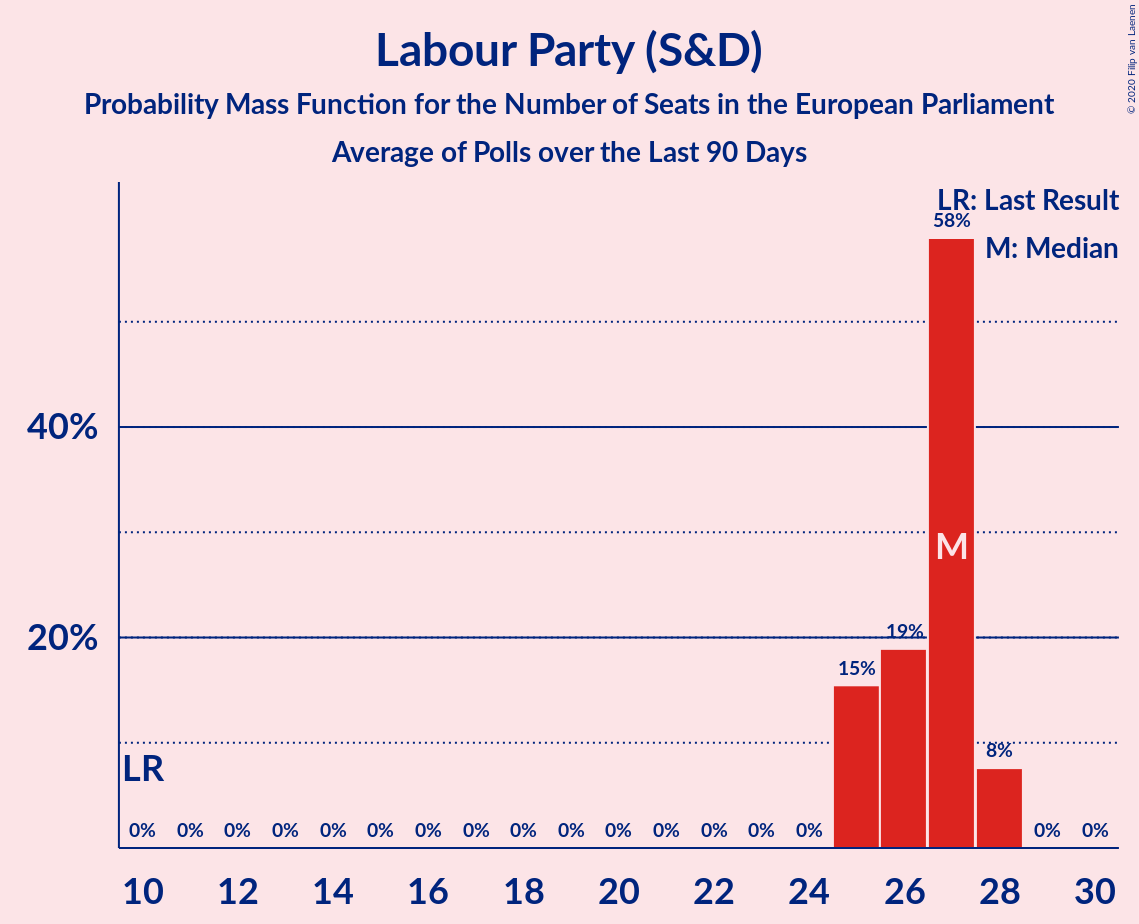 Labour Party (S&D)
Probability Mass Function for the Number of Seats in the European Parliament
Average of Polls over the Last 90 Days
© 2020 Filip van Laenen
LR: Last Result
M: Median
58%
40%
M
20%
19%
15%
8%
LR
0% 0% 0% 0% 0% 0% 0% 0% 0% 0% 0% 0% 0% 0% 0% 0% 0%
10 12 14 16 18 20 22 24 26 28 30